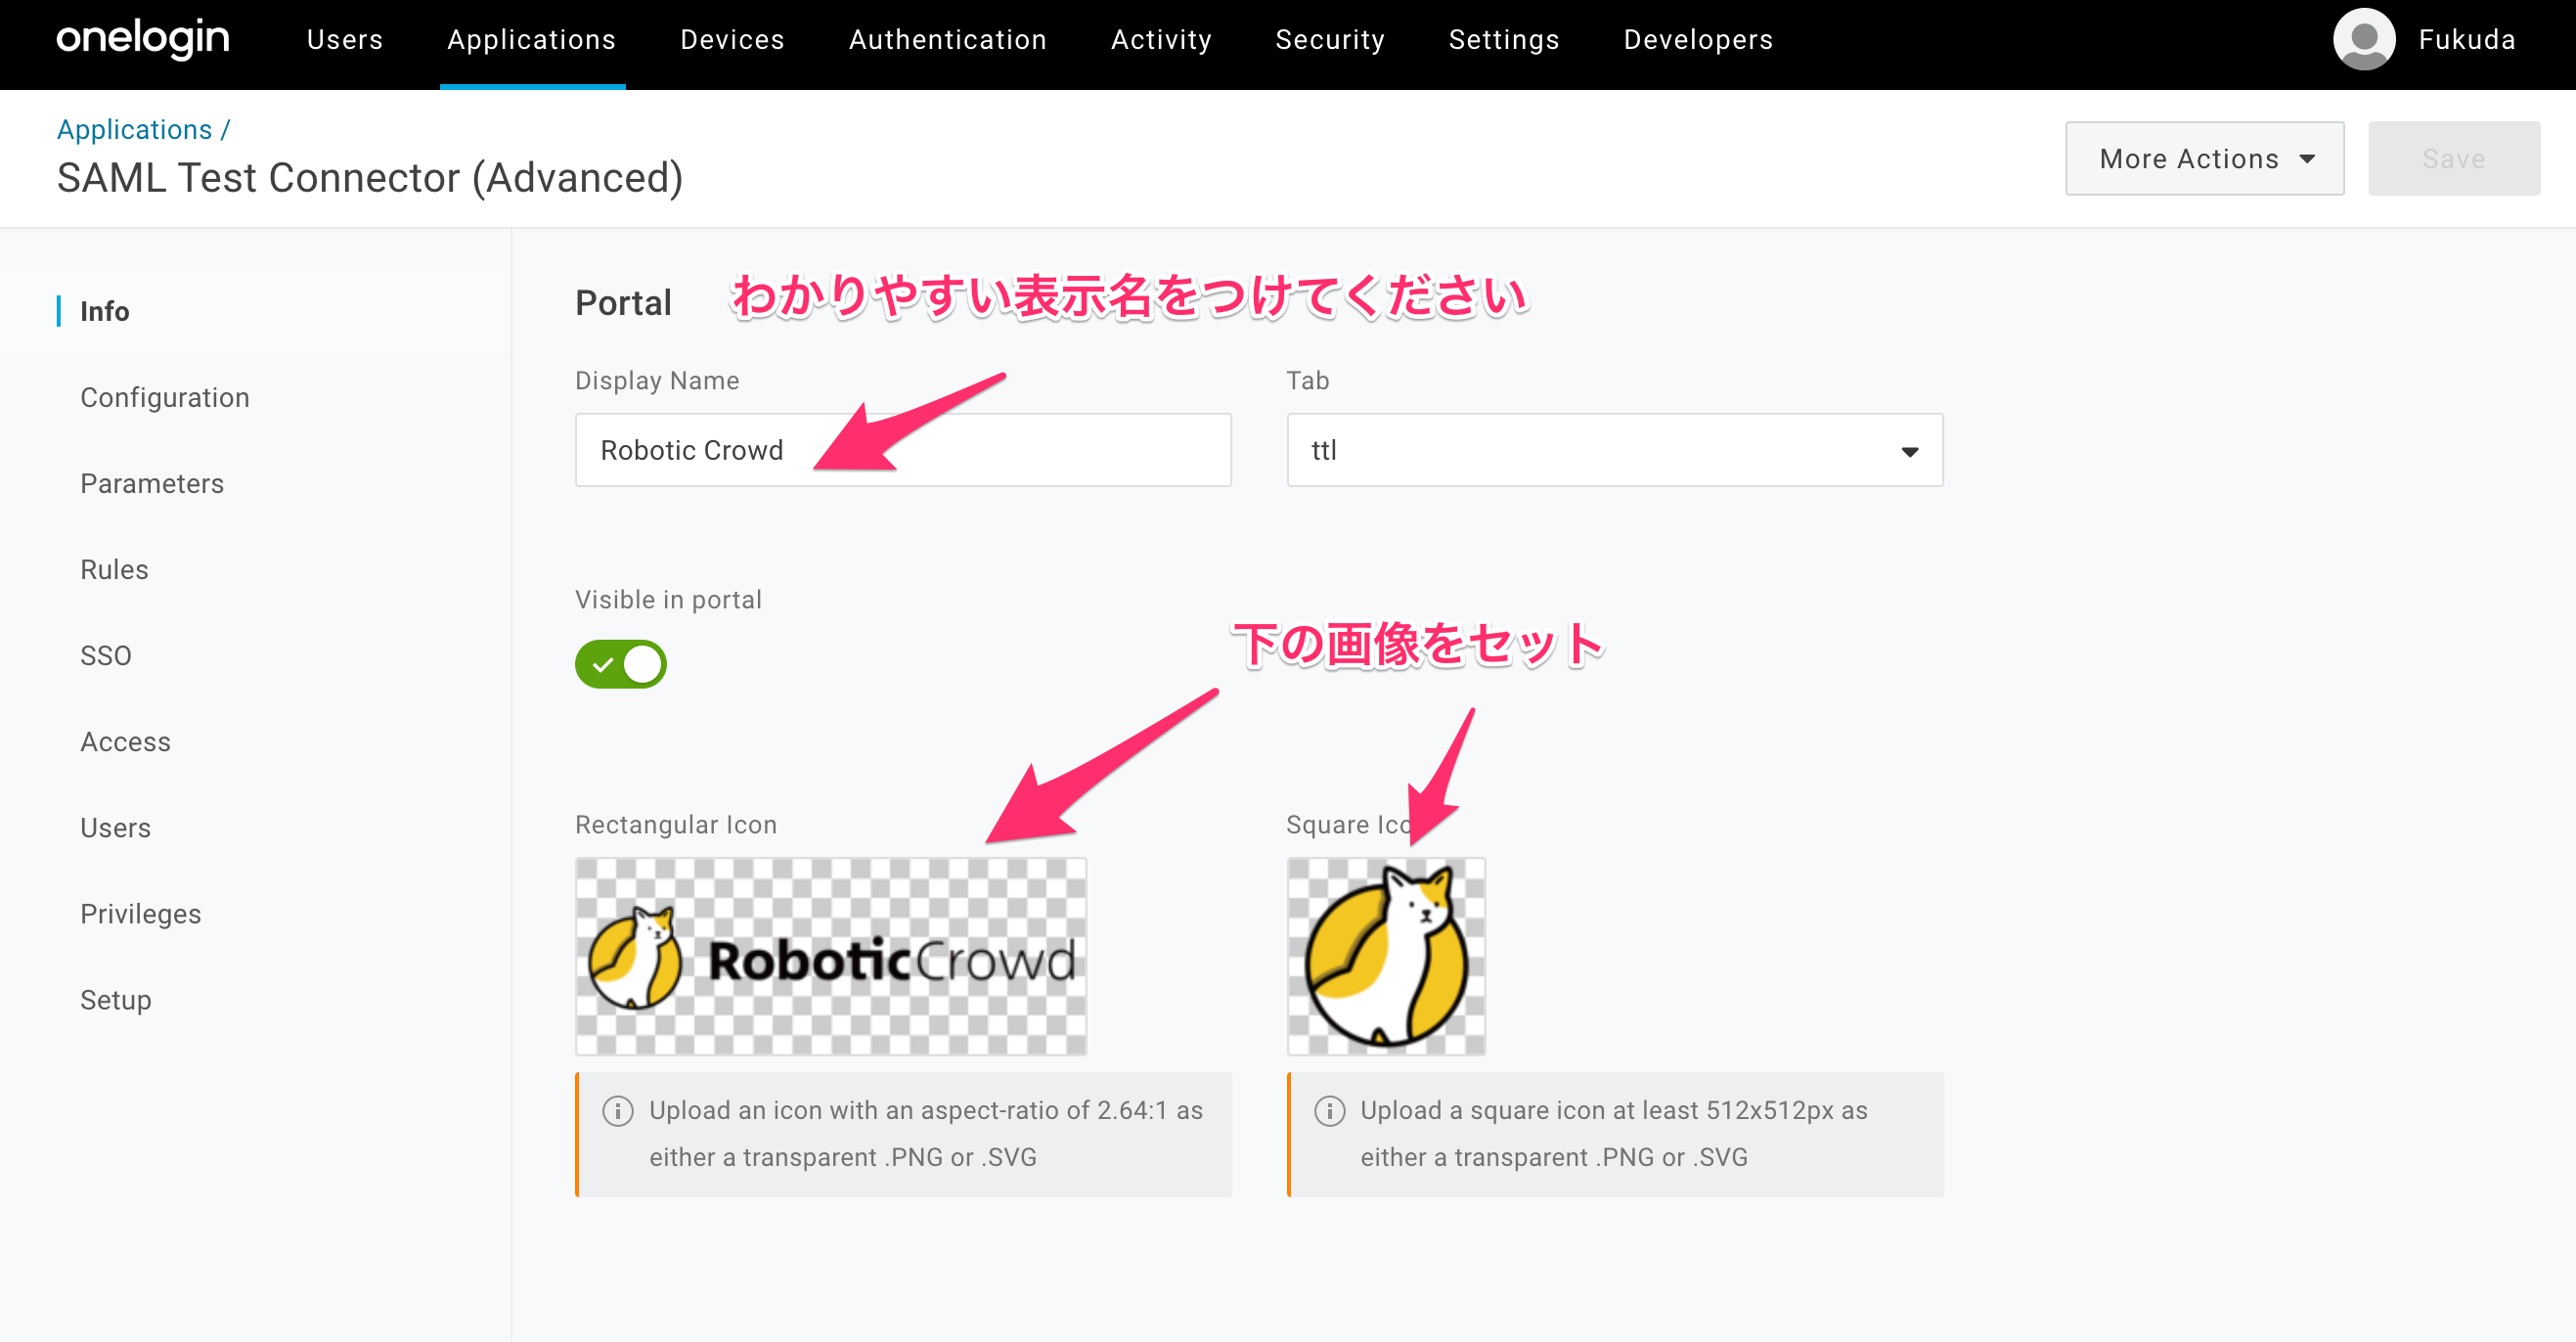 onelogin
Users
Applications
Devices
Authentication
Activity
Security
Settings
Developers
Fukuda
Applications /
SAML Test Connector (Advanced)
More Actions
Save
Info
Configuration
Parameters
Rules
SSO
Access
Users
Privileges
Setup
Portal
わかりやすい表示名をつけてください
Display Name
Robotic Crowd
Tab
ttl
Visible in portal
下の画像をセット
Rectangular Icon
RoboticCrowd
Square Ico
Upload an icon with an aspect-ratio of 2.64:1 as
either a transparent .PNG or .SVG
Upload a square icon at least 512x512px as
either a transparent .PNG or .SVG